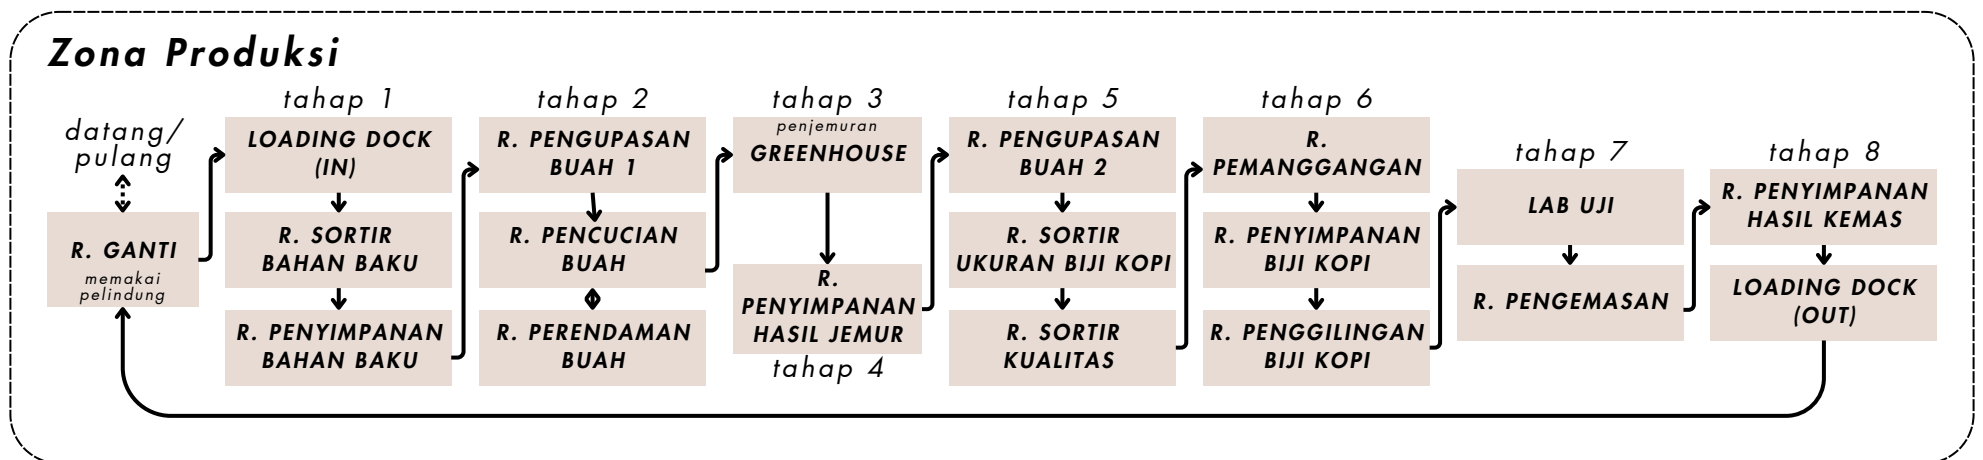 Zona Produksi
datang/
pulang
R. GANTI
memakai
pelindung
tahap 1
LOADING DOCK
(IN)
R. SORTIR
BAHAN BAKU
R. PENYIMPANAN
BAHAN BAKU
tahap 2
R. PENGUPASAN
BUAH 1
R. PENCUCIAN
BUAH
R. PERENDAMAN
BUAH
tahap 3
penjemuran
GREENHOUSE
R.
PENYIMPANAN
HASIL JEMUR
tahap 4
tahap 5
R. PENGUPASAN
BUAH 2
R. SORTIR
UKURAN BIJI KOPI
R. SORTIR
KUALITAS
tahap 6
R.
PEMANGGANGAN
R. PENYIMPANAN
BIJI KOPI
R. PENGGILINGAN
BIJI KOPI
tahap 7
LAB UJI
R. PENGEMASAN
tahap 8
R. PENYIMPANAN
HASIL KEMAS
LOADING DOCK
(OUT)